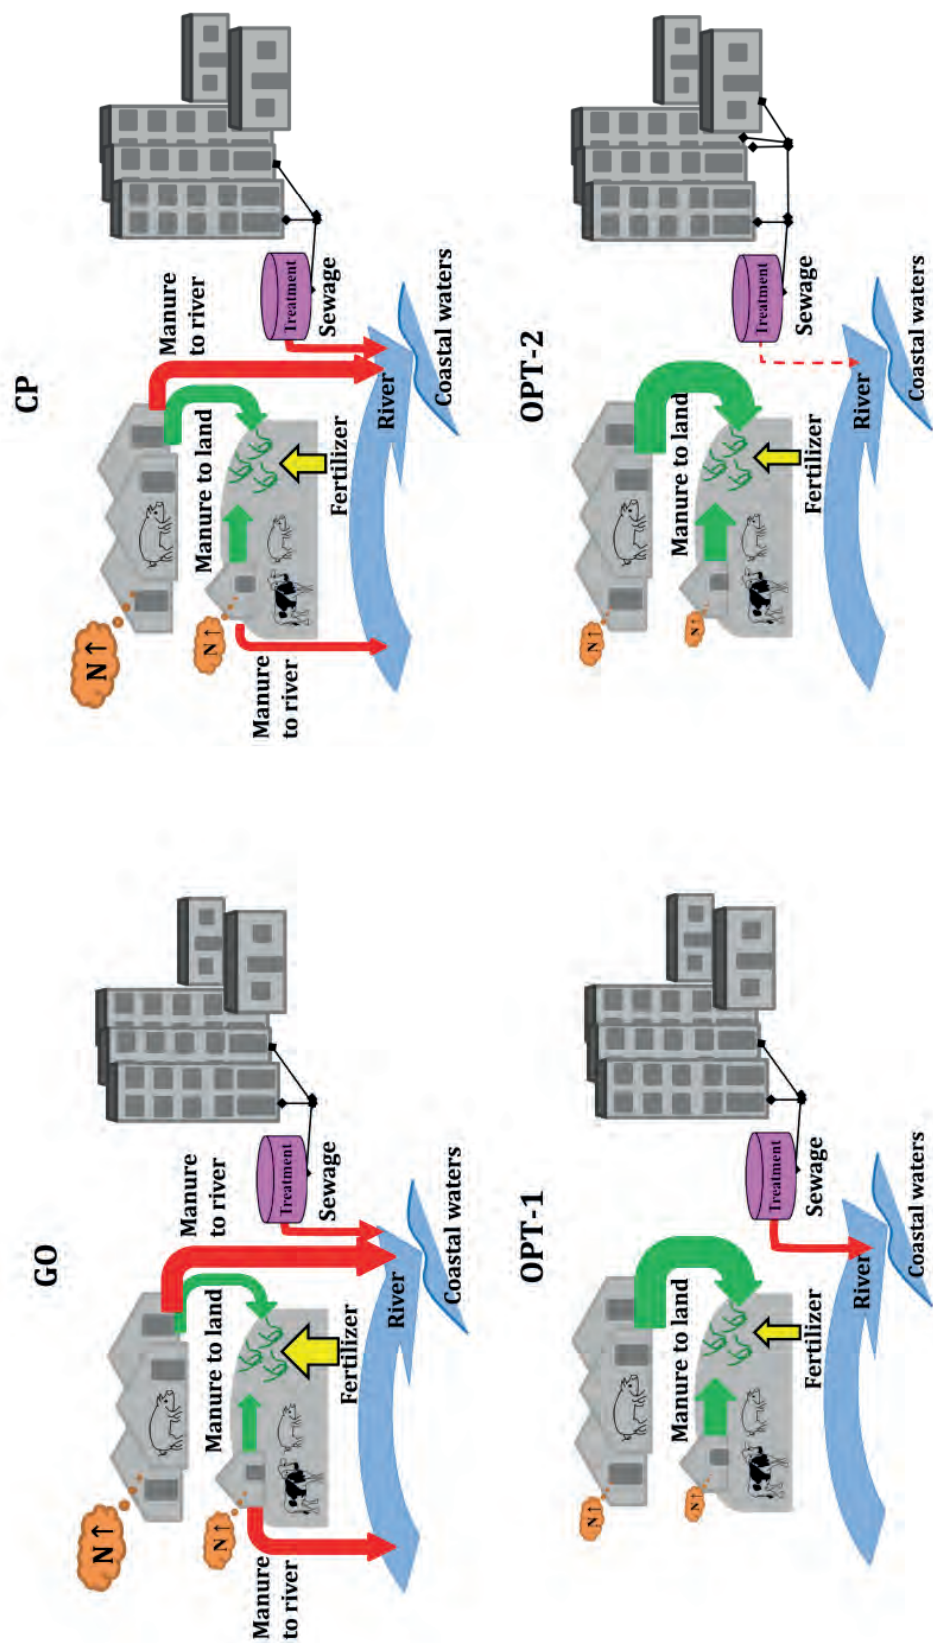 GO
N↑
Manure
to river
Manure to land
N↑
Treatment
Sewage
Manure
to river
Fertilizer
River
Coastal waters
CP
N↑
Manure
to river
Manure to land
N↑
Treatment
Sewage
Manure
to river
Fertilizer
River
Coastal waters
OPT-1
N↑
Manure to land
N↑
Treatment
Sewage
Fertilizer
River
Coastal waters
OPT-2
N↑
Manure to land
N↑
Treatment
Sewage
Fertilizer
River
Coastal waters